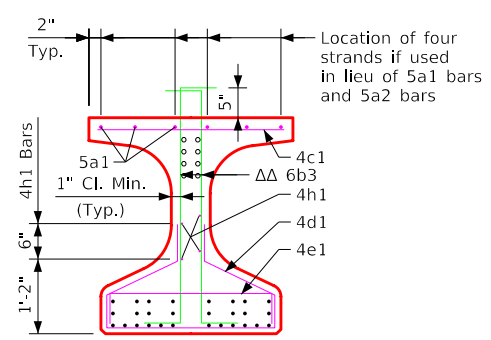 2"
Typ.
Location of four
strands if used
in lieu of 5a1 bars
and 5a2 bars
5"
4h1 Bars
5a1
4c1
1" Cl. Min.
(Typ.)
ΔΔ 6b3
4h1
4d1
6"
4e1
1'-2"